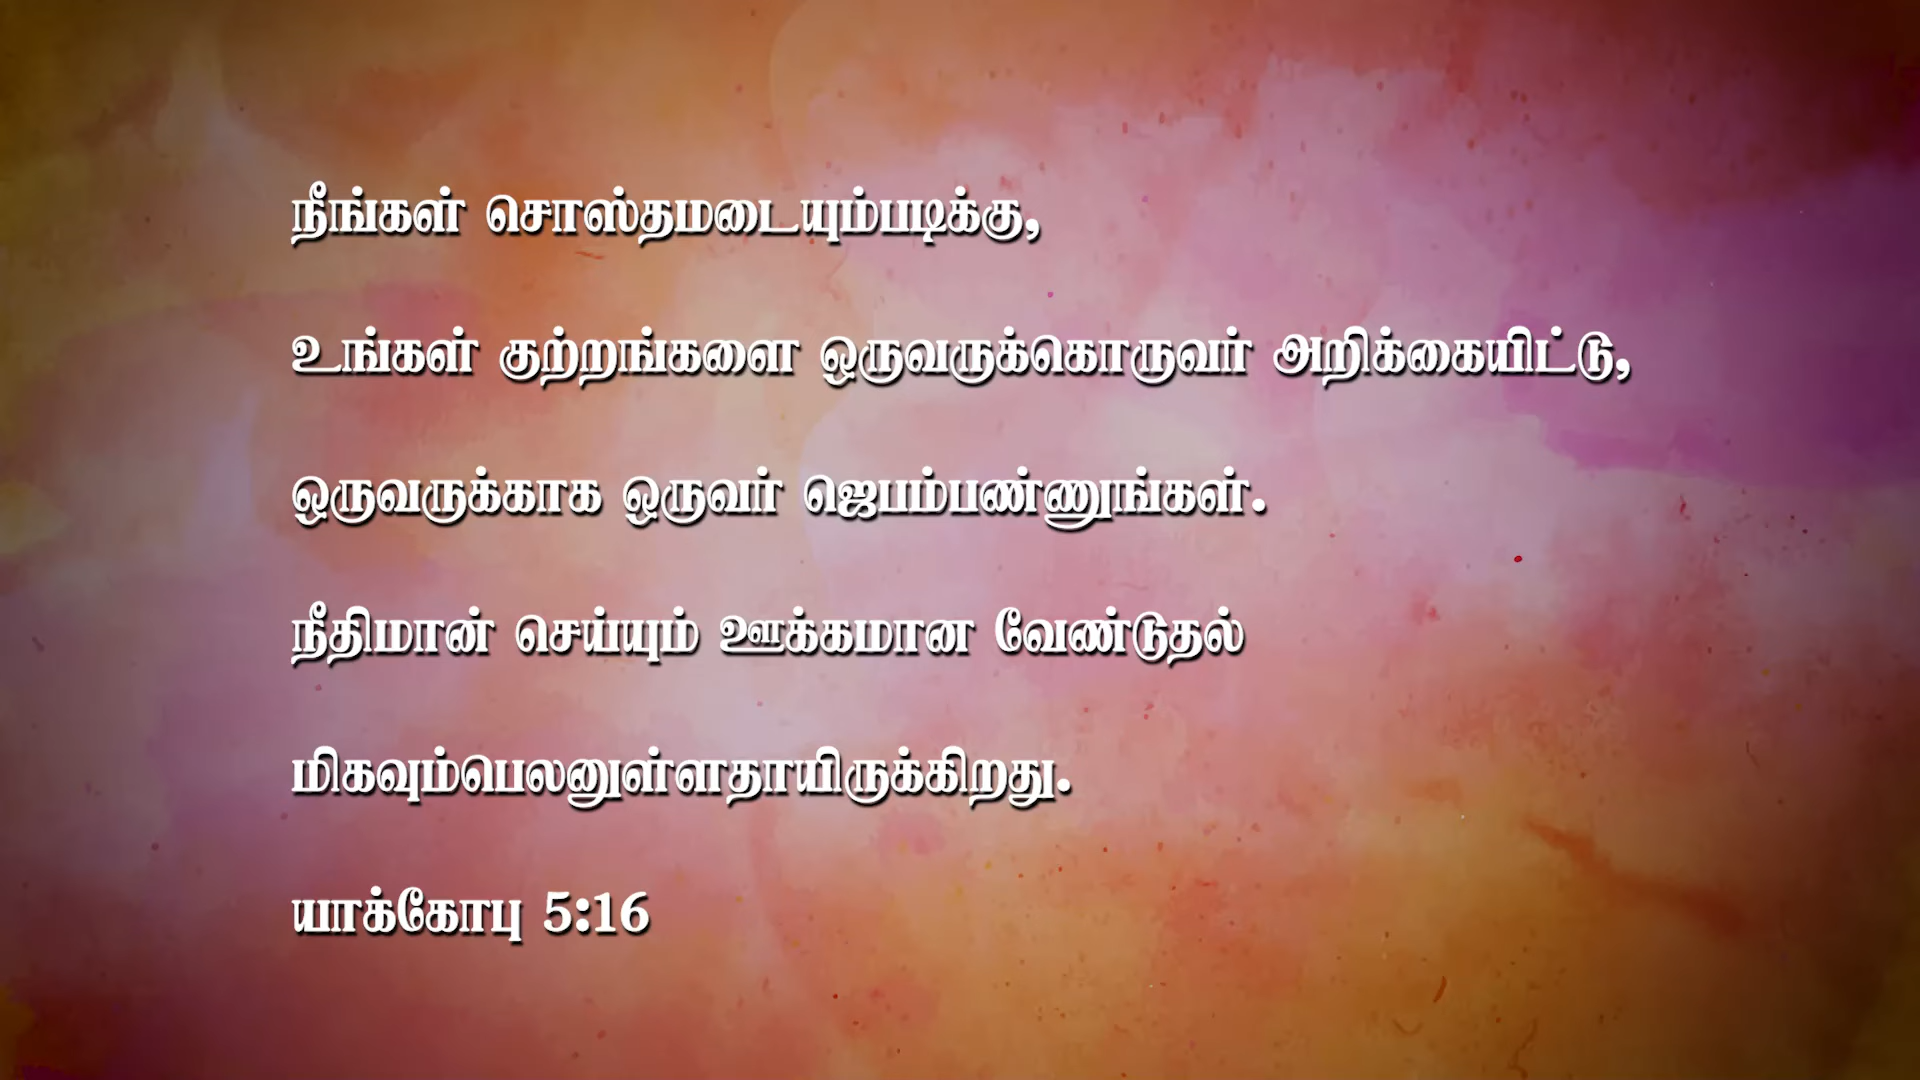 நீங்கள் சொஸ்தமடையும்படிக்கு,
உங்கள் குற்றங்களை ஒருவருக்கொருவர் அறிக்கையிட்டு,
ஒருவருக்காக ஒருவர் ஜெபம்பண்ணுங்கள்.
நீதிமான் செய்யும் ஊக்கமான வேண்டுதல்
மிகவும்பெலனுள்ளதாயிருக்கிறது.
யாக்கோபு 5:16